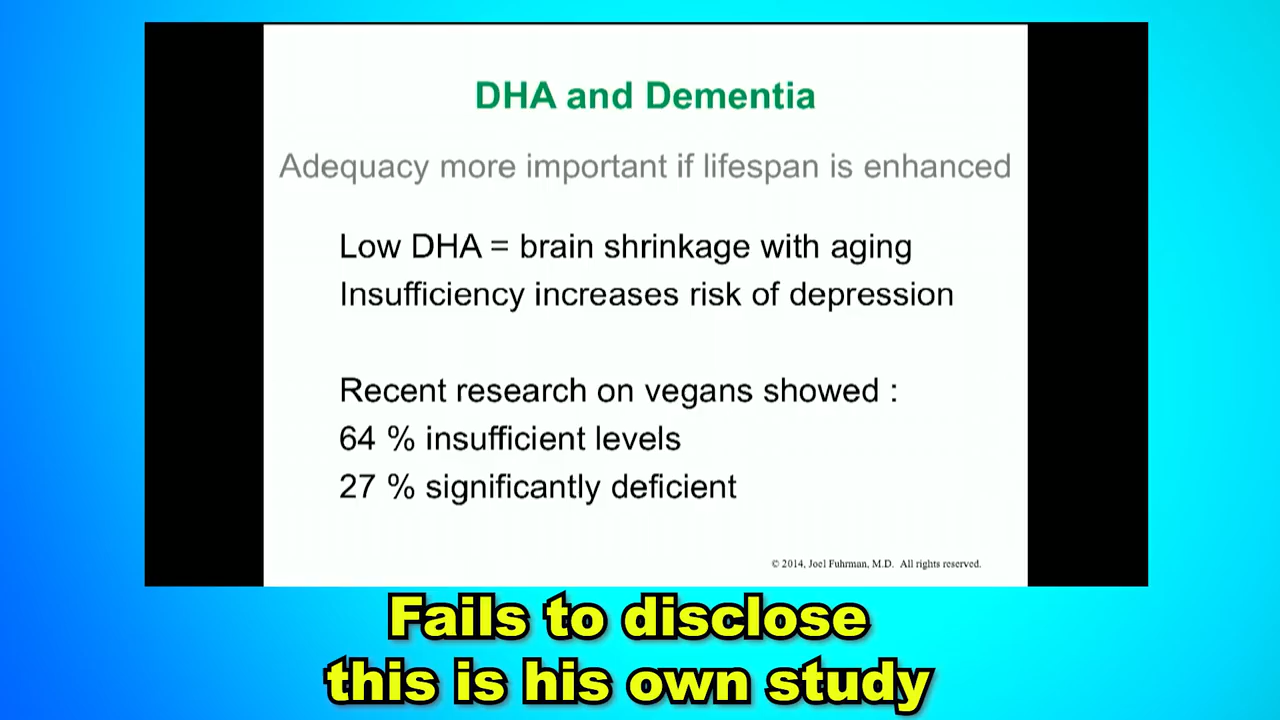 DHA and Dementia
Adequacy more important if lifespan is enhanced
Low DHA = brain shrinkage with aging
Insufficiency increases risk of depression
Recent research on vegans showed :
64 % insufficient levels
27 % significantly deficient
© 2014, Joel Fuhrman, M.D. All rights reserved.
Fails to disclose
this is his own study